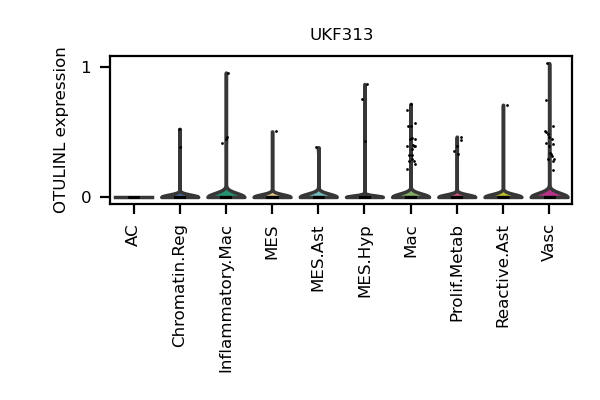 UKF313
OTULINL expression
1
0
AC
Chromatin.Reg
Inflammatory.Mac
MES
MES.Ast
MES.Hyp
Mac
Prolif.Metab
Reactive.Ast
Vasc